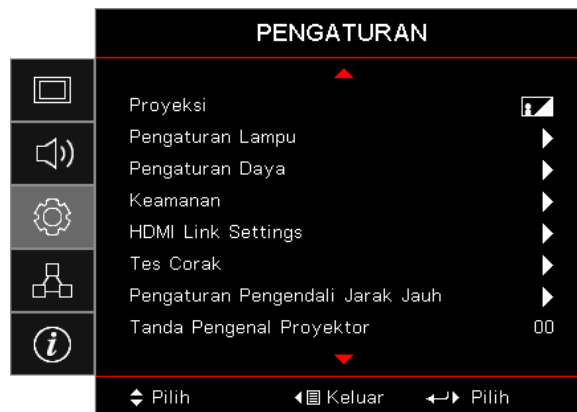 PENGATURAN
Proyeksi
Pengaturan Lampu
Pengaturan Daya
Keamanan
HDMI Link Settings
Tes Corak
Pengaturan Pengendali Jarak Jauh
Tanda Pengenal Proyektor 00
Pilih Keluar Pilih